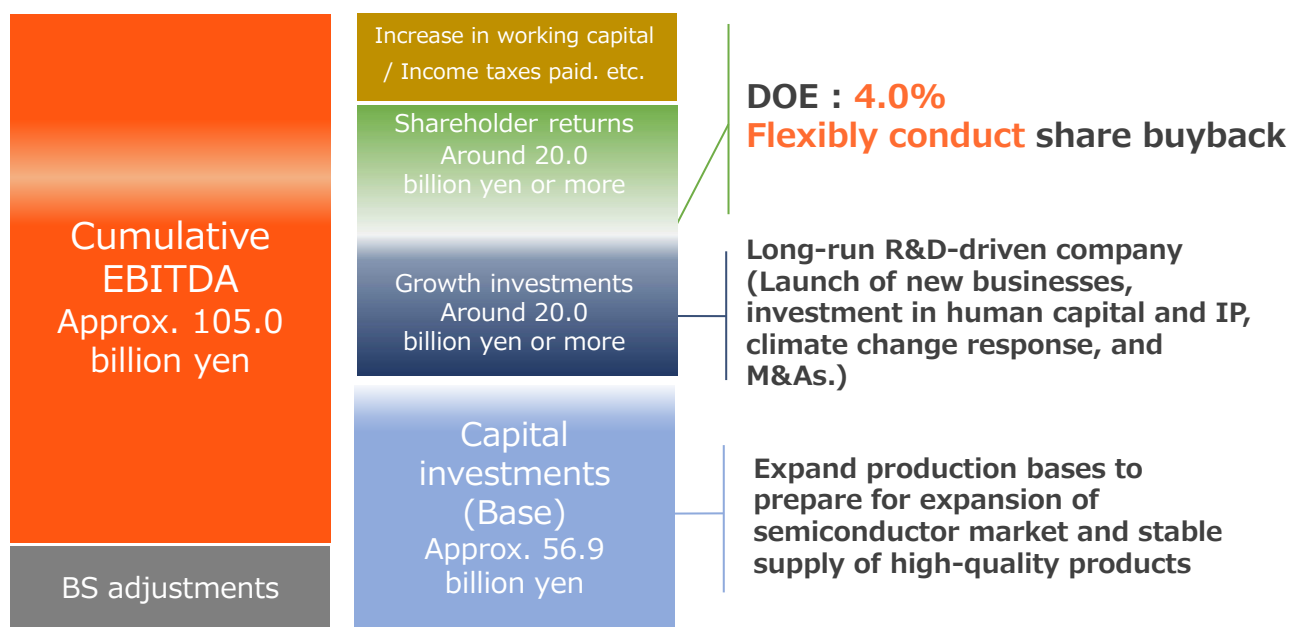 Cumulative
EBITDA
Approx. 105.0
billion yen
BS adjustments
Increase in working capital
/ Income taxes paid. etc.
Shareholder returns
Around 20.0
billion yen or more
Growth investments
Around 20.0
billion yen or more
Capital
investments
(Base)
Approx. 56.9
billion yen
DOE : 4.0%
Flexibly conduct share buyback
Long-run R&D-driven company
(Launch of new businesses,
investment in human capital and IP,
climate change response, and
M&As.)
Expand production bases to
prepare for expansion of
semiconductor market and stable
supply of high-quality products